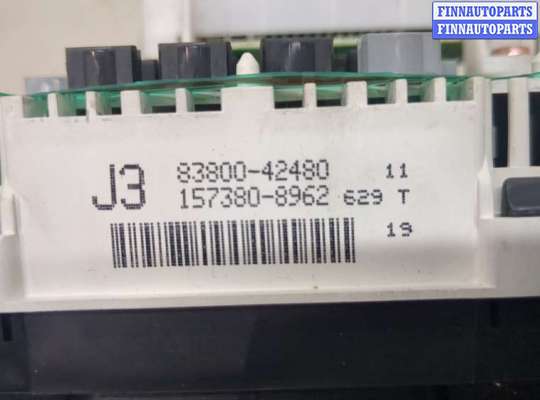 FINNAUTOPARTS
FINNAUTOPARTS
J3 83800-42480 11
157380-8962 629 T
19